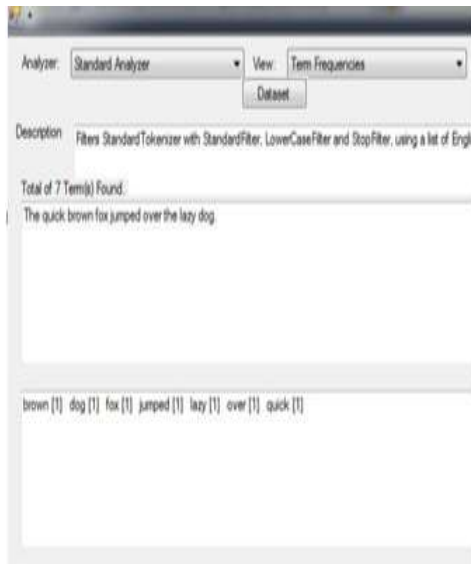 Analyzer: Standard Analyzer View: Term Frequencies
Dataset
Description Filters StandardTokenizer with StandardFilter, LowerCaseFilter and StopFilter, using a list of Engl
Total of 7 Term(s) Found.
The quick brown fox jumped over the lazy dog.
brown [1] dog [1] fox [1] jumped [1] lazy [1] over [1] quick [1]